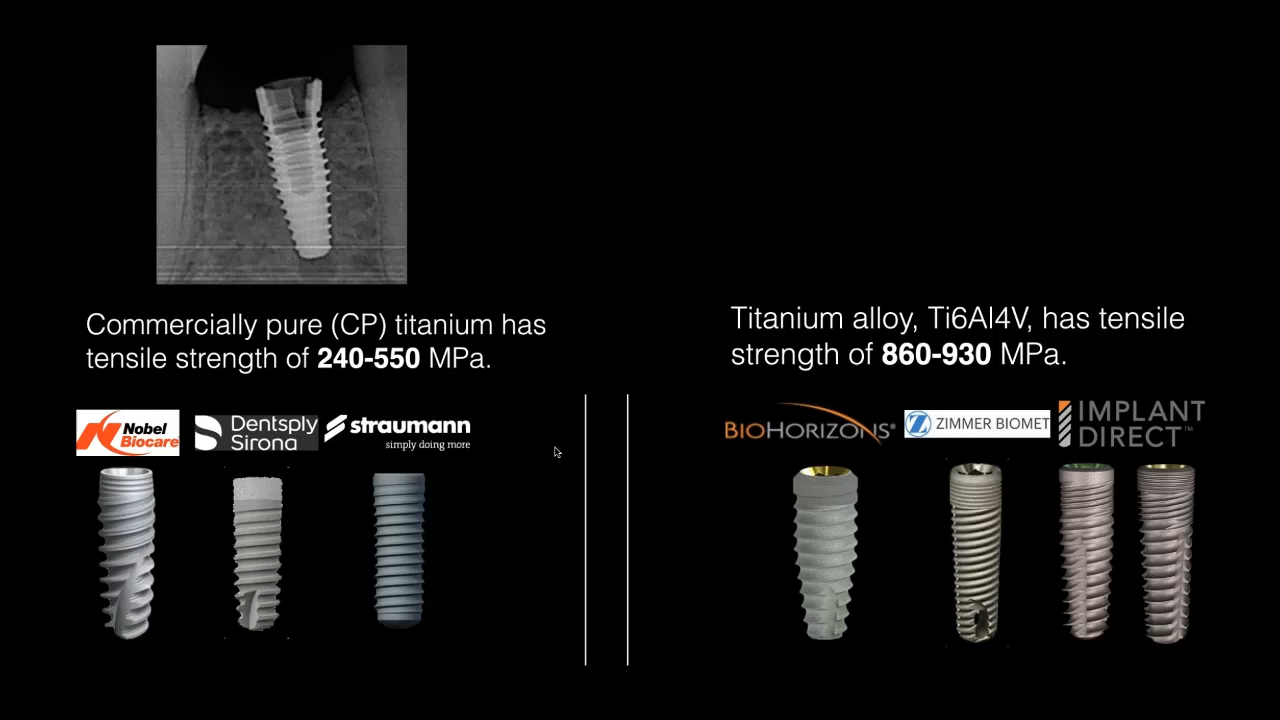 Commercially pure (CP) titanium has
tensile strength of 240-550 MPa.
Nobel
Biocare
Dentsply
Sirona
straumann
simply doing more
Titanium alloy, Ti6Al4V, has tensile
strength of 860-930 MPa.
BIOHORIZONS®
ZIMMER BIOMET
IMPLANT
DIRECT™